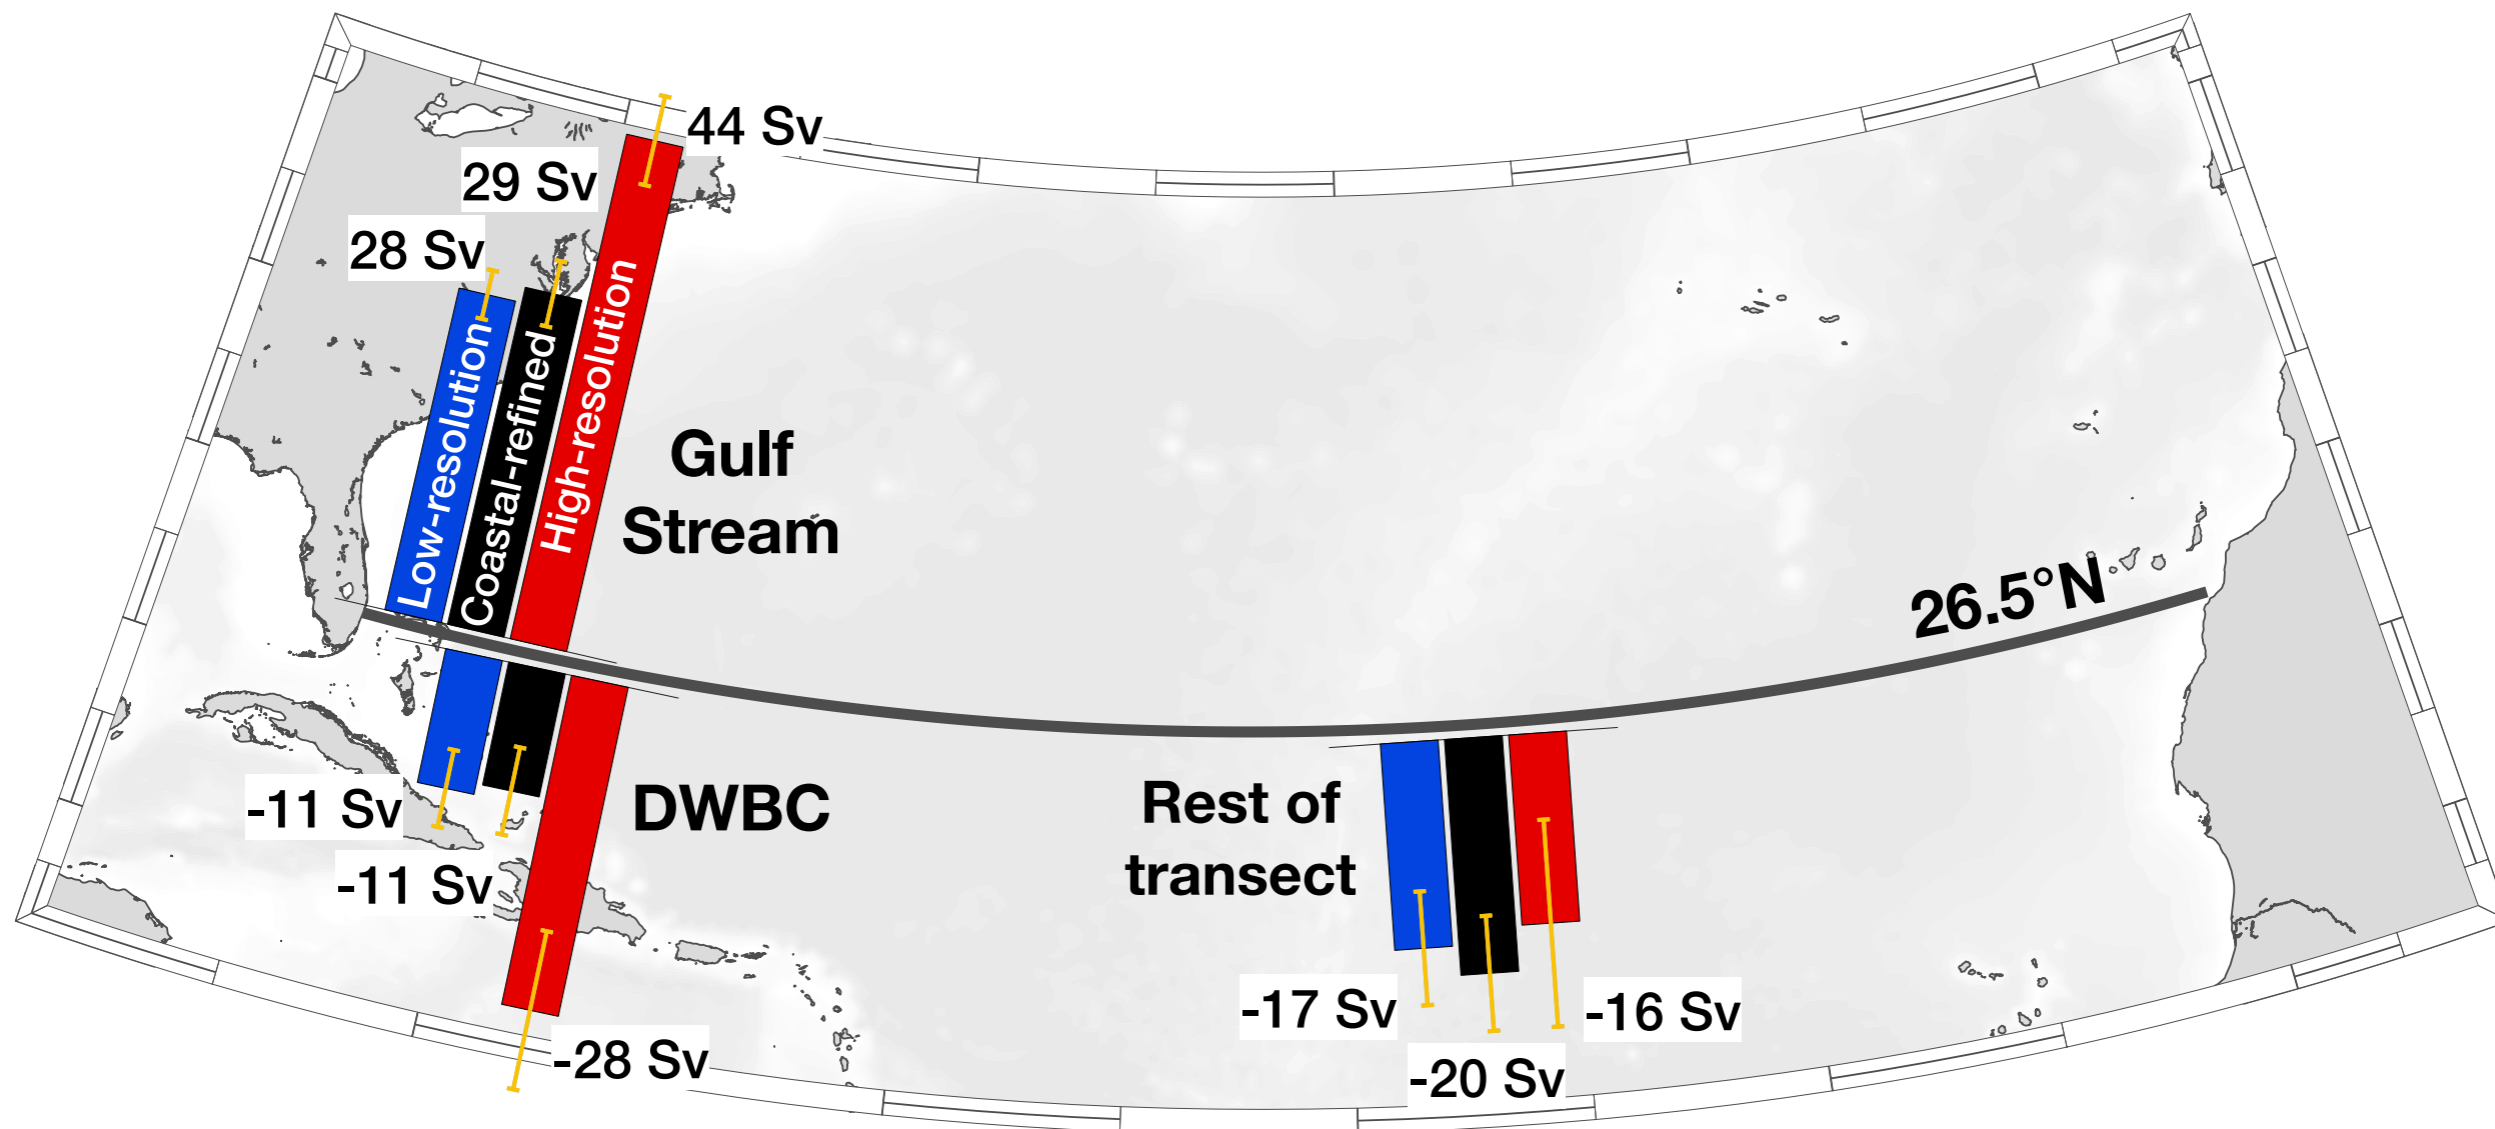 44 Sv
29 Sv
28 Sv
Low-resolution
Coastal-refined
High-resolution
Gulf
Stream
26.5°N
-11 Sv
-11 Sv
DWBC
-28 Sv
Rest of
transect
-17 Sv
-20 Sv
-16 Sv